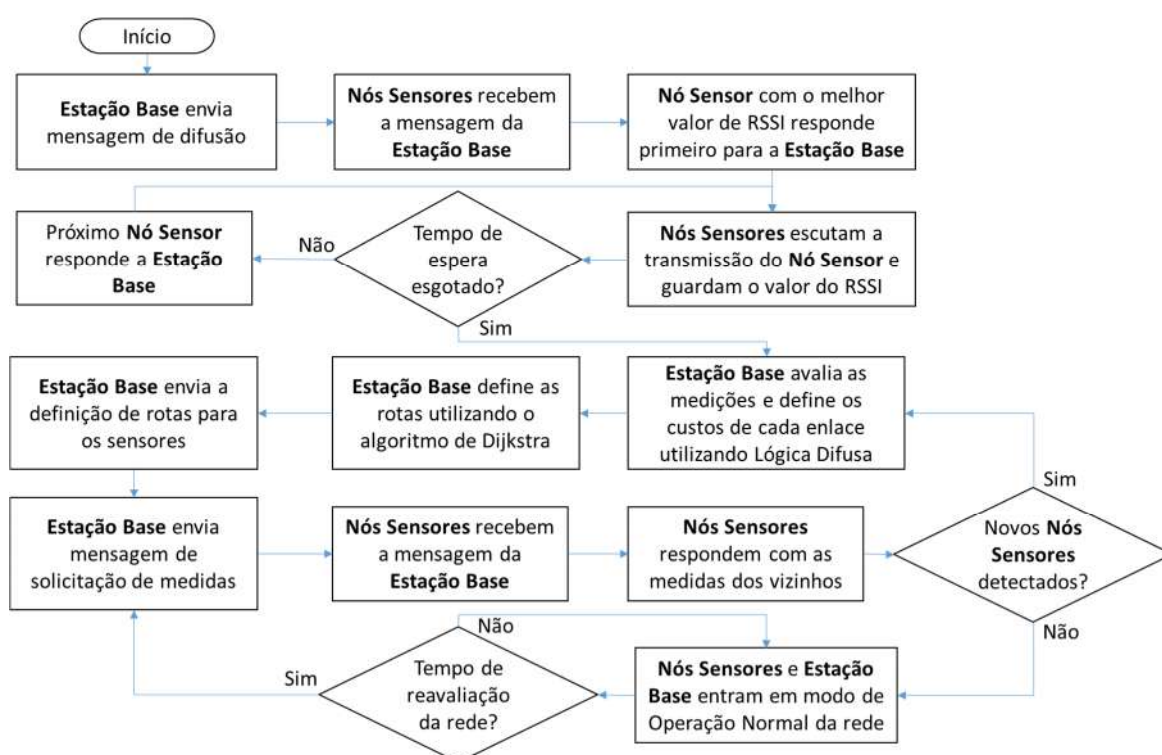 Início
Estação Base envia
mensagem de difusão
Nós Sensores recebem
a mensagem da
Estação Base
Nó Sensor com o melhor
valor de RSSI responde
primeiro para a Estação Base
Próximo Nó Sensor
responde a Estação
Base
Não
Tempo de
espera
esgotado?
Sim
Nós Sensores escutam a
transmissão do Nó Sensor e
guardam o valor do RSSI
Estação Base envia a
definição de rotas para
os sensores
Estação Base define as
rotas utilizando o
algoritmo de Dijkstra
Estação Base avalia as
medições e define os
custos de cada enlace
utilizando Lógica Difusa
Sim
Estação Base envia
mensagem de
solicitação de medidas
Nós Sensores recebem
a mensagem da
Estação Base
Nós Sensores
respondem com as
medidas dos vizinhos
Novos Nós
Sensores
detectados?
Não
Não
Sim
Tempo de
reavaliação
da rede?
Nós Sensores e Estação
Base entram em modo de
Operação Normal da rede